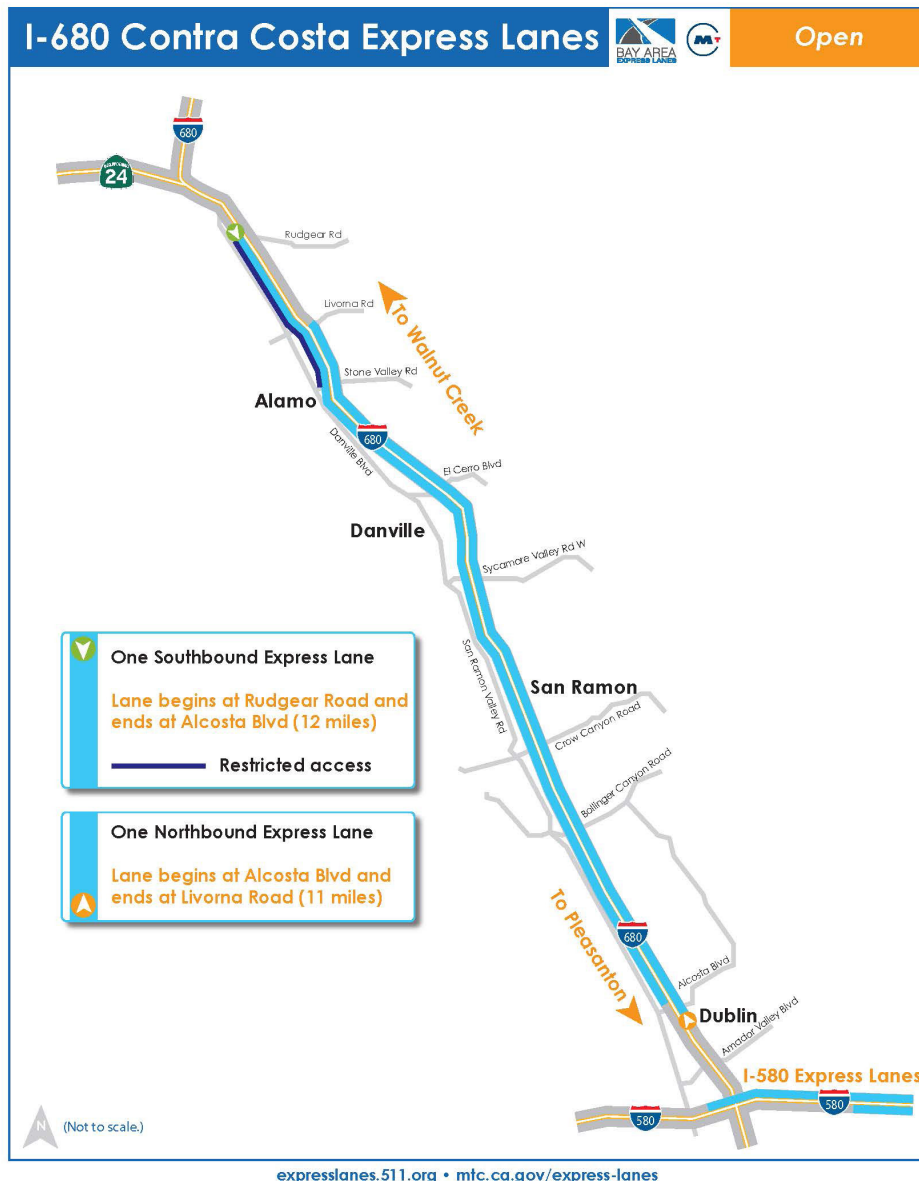 I-680 Contra Costa Express Lanes
BAY AREA
EXPRESS LANES
MT
Open
680
24
Rudgear Rd
Livorna Rd
To Walnut Creek
Stone Valley Rd
Alamo
680
Danville Blvd
El Cerro Blvd
Danville
Sycamore Valley Rd W
One Southbound Express Lane
Lane begins at Rudgear Road and
ends at Alcosta Blvd (12 miles)
Restricted access
San Ramon Valley Rd
San Ramon
Crow Canyon Road
Bollinger Canyon Road
One Northbound Express Lane
Lane begins at Alcosta Blvd and
ends at Livorna Road (11 miles)
To Pleasanton
680
Alcosta Blvd
Dublin
Amador Valley Blvd
I-580 Express Lanes
580
580
N
(Not to scale.)
expresslanes.511.org • mtc.ca.gov/express-lanes